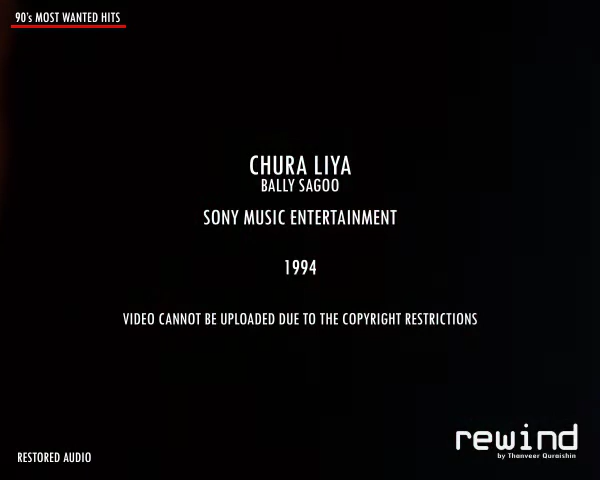 90's MOST WANTED HITS
CHURA LIYA
BALLY SAGOO
SONY MUSIC ENTERTAINMENT
1994
VIDEO CANNOT BE UPLOADED DUE TO THE COPYRIGHT RESTRICTIONS
rewind
by Thanveer Quraishin
RESTORED AUDIO